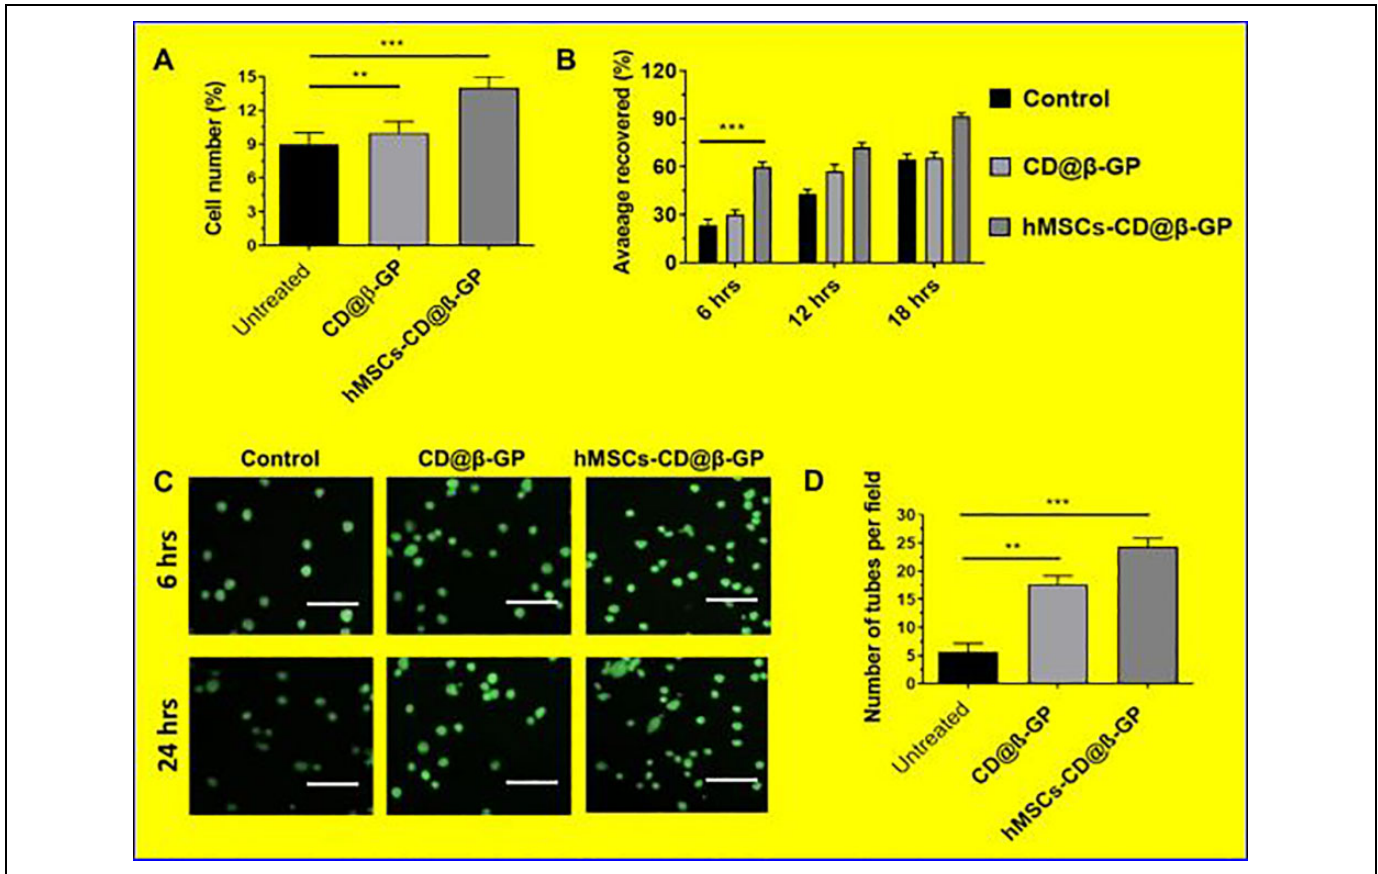 A
***
**
Cell number (%)
15
12
9
6
3
0
Untreated
CD@β-GP
hMSCs-CD@ß-GP
B
Avaeage recovered (%)
120
90
60
30
0
***
6 hrs
12 hrs
18 hrs
Control
CD@β-GP
hMSCs-CD@β-GP
C
Control
CD@β-GP
hMSCs-CD@β-GP
6 hrs
24 hrs
D
Number of tubes per field
30
25
20
15
10
5
0
***
**
Untreated
CD@ß-GP
hMSCs-CD@ß-GP